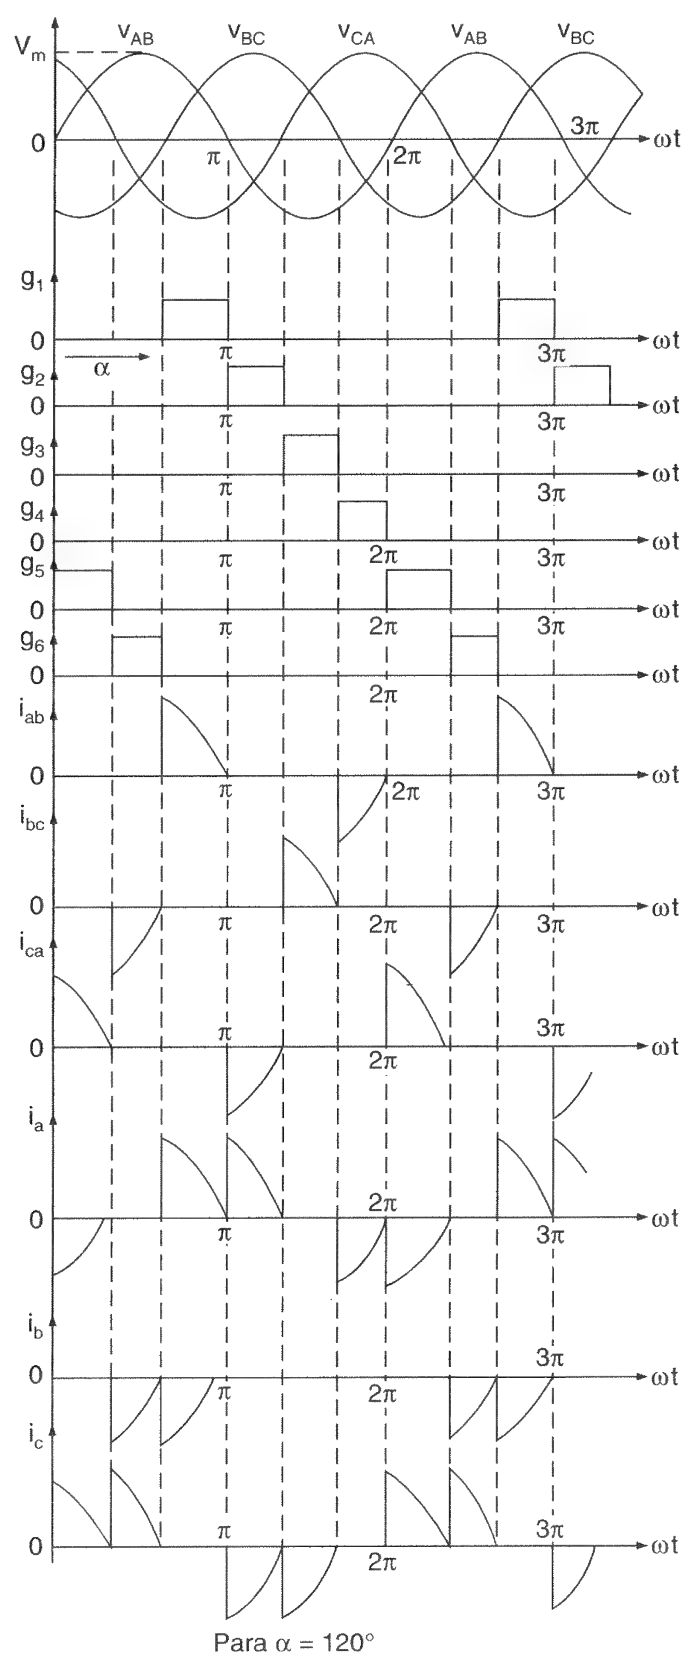 v_AB v_BC v_CA v_AB v_BC
V_m
0 π 2π 3π ωt
g_1
0 π 3π ωt
α
g_2
0 π 3π ωt
g_3
0 π 3π ωt
g_4
0 π 2π 3π ωt
g_5
0 π 2π 3π ωt
g_6
0 2π ωt
i_ab
0 π 2π 3π ωt
i_bc
0 π 2π 3π ωt
i_ca
0 π 2π 3π ωt
i_a
0 π 2π 3π ωt
i_b
0 π 2π 3π ωt
i_c
0 π 2π 3π ωt
Para α = 120°